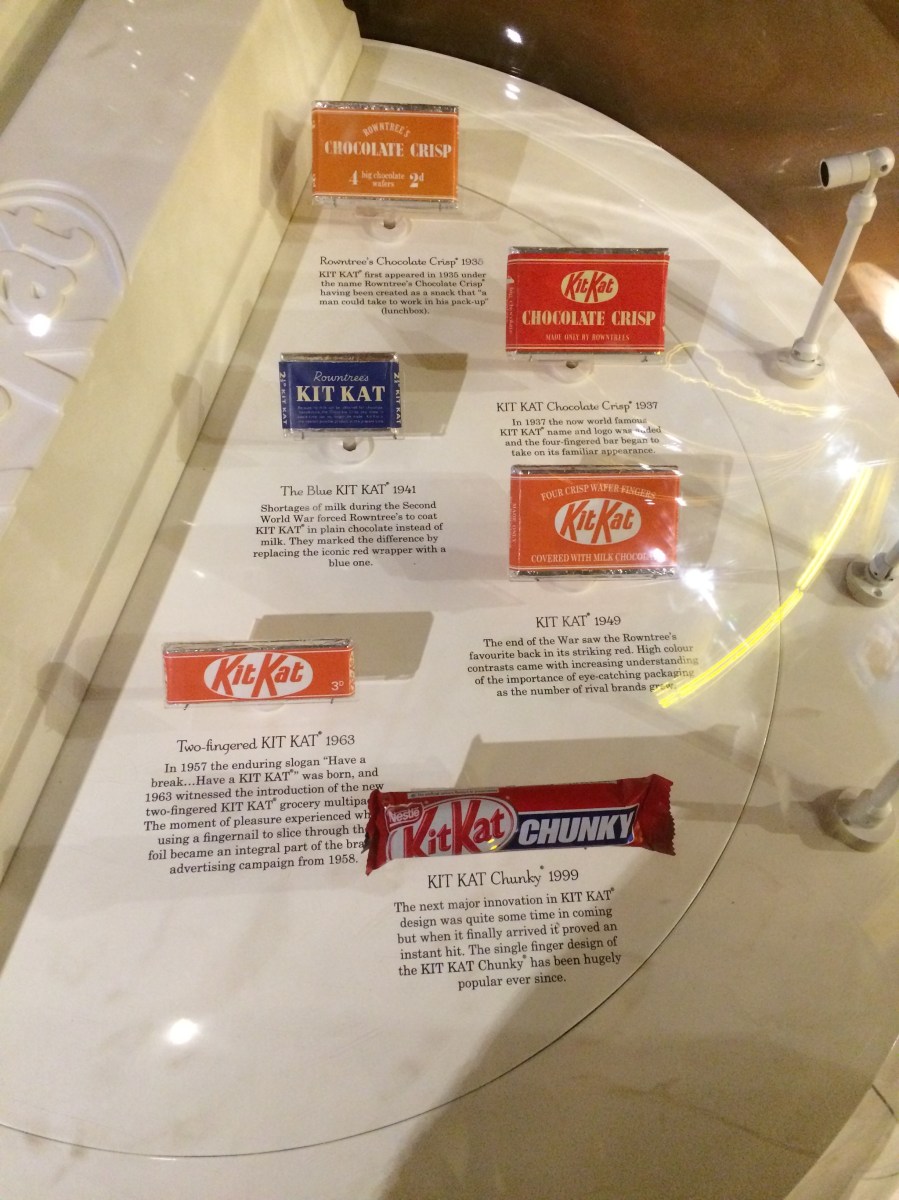 ROWNTREE'S
CHOCOLATE CRISP
4 big chocolate wafers 2d
Rowntree's Chocolate Crisp® 1935
KIT KAT® first appeared in 1935 under
the name Rowntree's Chocolate Crisp®
having been created as a snack that "a
man could take to work in his pack-up"
(lunchbox).
KitKat
CHOCOLATE CRISP
MADE ONLY BY ROWNTREES
KIT KAT Chocolate Crisp® 1937
In 1937 the now world famous
KIT KAT® name and logo was added
and the four-fingered bar began to
take on its familiar appearance.
Rowntree's
KIT KAT
2½ KIT KAT
The Blue KIT KAT® 1941
Shortages of milk during the Second
World War forced Rowntree's to coat
KIT KAT® in plain chocolate instead of
milk. They marked the difference by
replacing the iconic red wrapper with a
blue one.
FOUR CRISP WAFER FINGERS
KitKat
COVERED WITH MILK CHOCOL
MADE ONLY
KIT KAT® 1949
The end of the War saw the Rowntree's
favourite back in its striking red. High colour
contrasts came with increasing understanding
of the importance of eye-catching packaging
as the number of rival brands grew.
KitKat
3D
Two-fingered KIT KAT® 1963
In 1957 the enduring slogan "Have a
break...Have a KIT KAT®" was born, and
1963 witnessed the introduction of the new
two-fingered KIT KAT® grocery multipa
The moment of pleasure experienced wh
using a fingernail to slice through th
foil became an integral part of the bra
advertising campaign from 1958.
Nestlé
KitKat CHUNKY
KIT KAT Chunky® 1999
The next major innovation in KIT KAT®
design was quite some time in coming
but when it finally arrived it proved an
instant hit. The single finger design of
the KIT KAT Chunky® has been hugely
popular ever since.